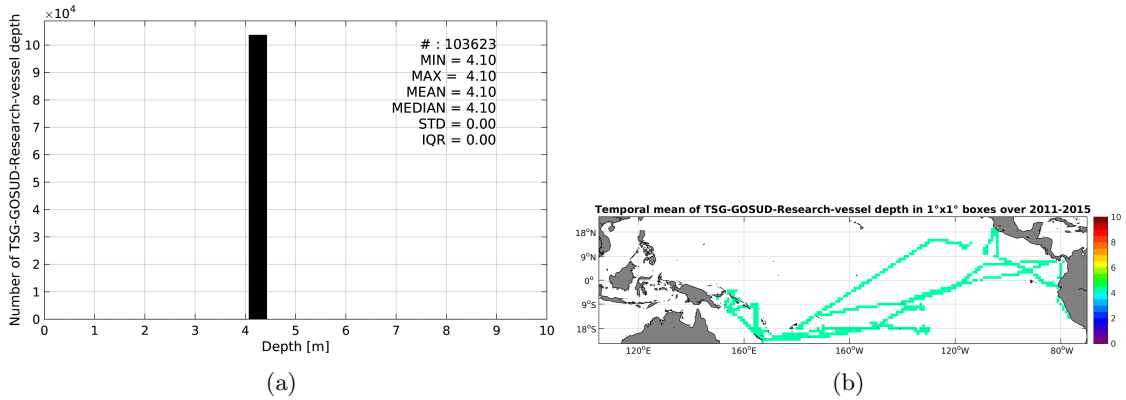 ×10⁴
Number of TSG-GOSUD-Research-vessel depth
10
9
8
7
6
5
4
3
2
1
0
0 1 2 3 4 5 6 7 8 9 10
Depth [m]
# : 103623
MIN = 4.10
MAX = 4.10
MEAN = 4.10
MEDIAN = 4.10
STD = 0.00
IQR = 0.00
(a)
Temporal mean of TSG-GOSUD-Research-vessel depth in 1°x1° boxes over 2011-2015
18°N
9°N
0°
9°S
18°S
120°E 160°E 160°W 120°W 80°W
10
8
6
4
2
0
(b)